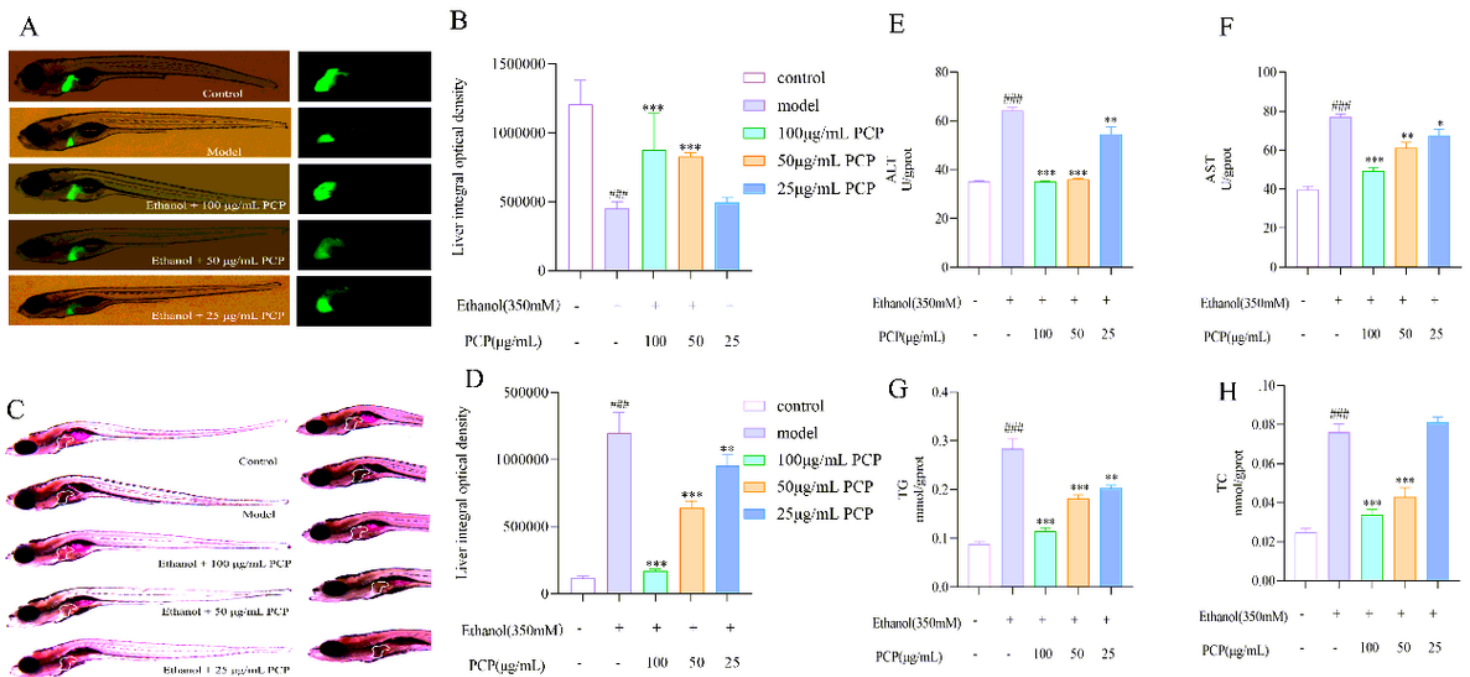 A
Control
Model
Ethanol + 100 µg/mL PCP
Ethanol + 50 µg/mL PCP
Ethanol + 25 µg/mL PCP
B
Liver integral optical density
1500000
1000000
500000
0
###
***
***
control
model
100µg/mL PCP
50µg/mL PCP
25µg/mL PCP
Ethanol(350mM) - - + + -
PCP(µg/mL) - - 100 50 25
E
ALT
U/gprot
80
60
40
20
0
###
***
***
**
Ethanol(350mM) - + + + +
PCP(µg/mL) - - 100 50 25
F
AST
U/gprot
100
80
60
40
20
0
###
***
**
*
Ethanol(350mM) - + + + +
PCP(µg/mL) - - 100 50 25
C
Control
Model
Ethanol + 100 µg/mL PCP
Ethanol + 50 µg/mL PCP
Ethanol + 25 µg/mL PCP
D
Liver integral optical density
500000
1000000
500000
0
###
***
***
**
control
model
100µg/mL PCP
50µg/mL PCP
25µg/mL PCP
Ethanol(350mM) - + + + +
PCP(µg/mL) - - 100 50 25
G
TG
mmol/gprot
0.4
0.3
0.2
0.1
0.0
###
***
***
**
Ethanol(350mM) - + + + +
PCP(µg/mL) - - 100 50 25
H
TC
mmol/gprot
.10
0.08
0.06
0.04
0.02
0.00
###
***
***
Ethanol(350mM) - + + + +
PCP(µg/mL) - - 100 50 25